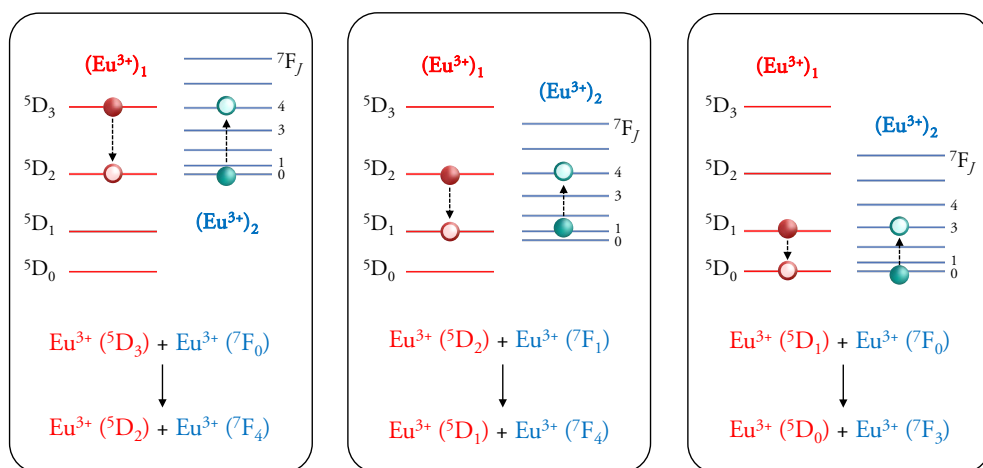 (Eu³⁺)₁
⁷F_J
⁵D₃
4
3
⁵D₂
1
0
(Eu³⁺)₂
⁵D₁
⁵D₀
Eu³⁺ (⁵D₃) + Eu³⁺ (⁷F₀)
Eu³⁺ (⁵D₂) + Eu³⁺ (⁷F₄)
(Eu³⁺)₁
(Eu³⁺)₂
⁵D₃
⁷F_J
⁵D₂
4
3
⁵D₁
1
0
⁵D₀
Eu³⁺ (⁵D₂) + Eu³⁺ (⁷F₁)
Eu³⁺ (⁵D₁) + Eu³⁺ (⁷F₄)
(Eu³⁺)₁
⁵D₃
(Eu³⁺)₂
⁷F_J
⁵D₂
4
⁵D₁
3
1
⁵D₀
0
Eu³⁺ (⁵D₁) + Eu³⁺ (⁷F₀)
Eu³⁺ (⁵D₀) + Eu³⁺ (⁷F₃)